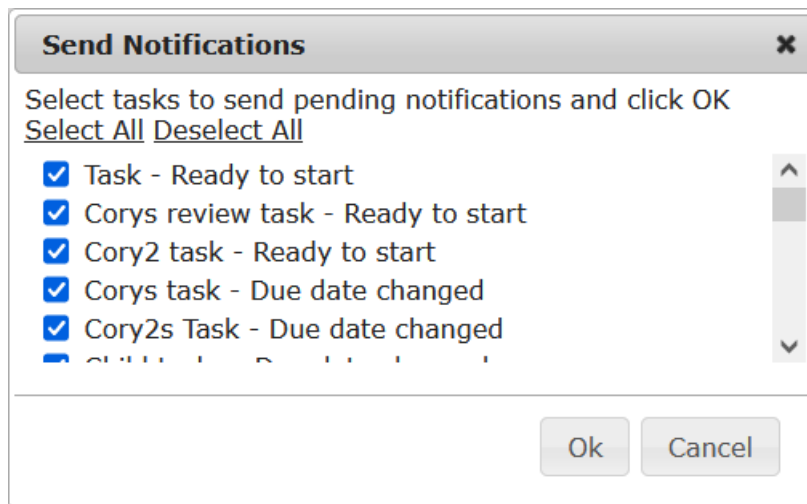 Send Notifications
Select tasks to send pending notifications and click OK
Select All Deselect All
Task - Ready to start
Corys review task - Ready to start
Cory2 task - Ready to start
Corys task - Due date changed
Cory2s Task - Due date changed
Ok Cancel